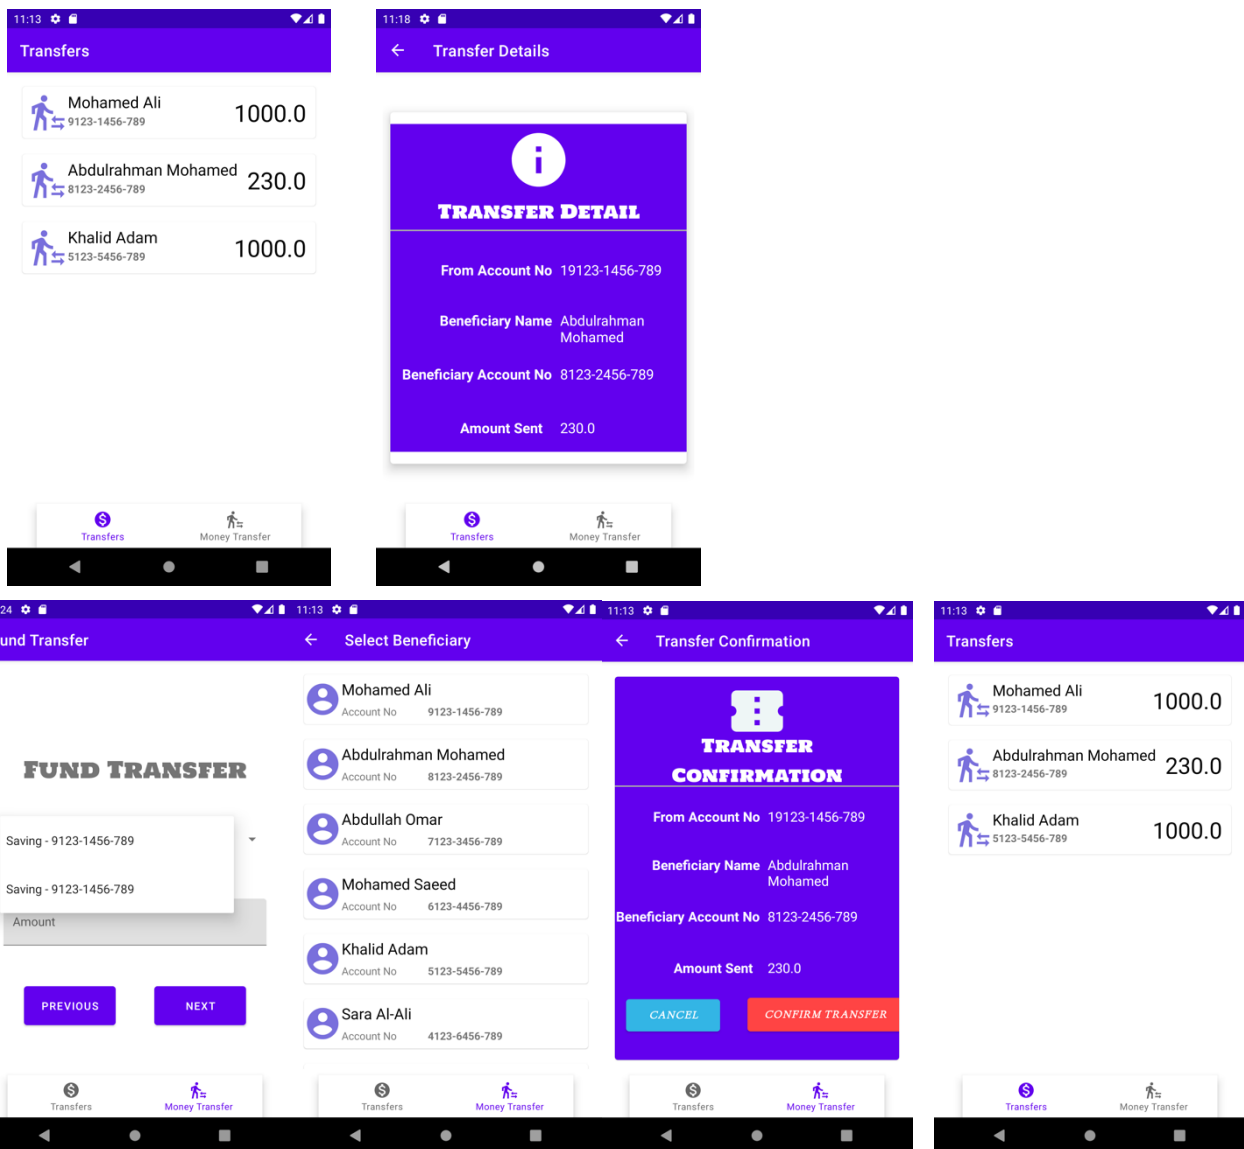 11:13
Transfers
Mohamed Ali
9123-1456-789
1000.0
Abdulrahman Mohamed
8123-2456-789
230.0
Khalid Adam
5123-5456-789
1000.0
Transfers
Money Transfer
11:18
Transfer Details
Transfer Detail
From Account No 19123-1456-789
Beneficiary Name Abdulrahman
Mohamed
Beneficiary Account No 8123-2456-789
Amount Sent 230.0
Transfers
Money Transfer
24
und Transfer
Fund Transfer
Saving - 9123-1456-789
Saving - 9123-1456-789
Amount
PREVIOUS
NEXT
Transfers
Money Transfer
11:13
Select Beneficiary
Mohamed Ali
Account No 9123-1456-789
Abdulrahman Mohamed
Account No 8123-2456-789
Abdullah Omar
Account No 7123-3456-789
Mohamed Saeed
Account No 6123-4456-789
Khalid Adam
Account No 5123-5456-789
Sara Al-Ali
Account No 4123-6456-789
Transfers
Money Transfer
11:13
Transfer Confirmation
Transfer
Confirmation
From Account No 19123-1456-789
Beneficiary Name Abdulrahman
Mohamed
Beneficiary Account No 8123-2456-789
Amount Sent 230.0
CANCEL
CONFIRM TRANSFER
Transfers
Money Transfer
11:13
Transfers
Mohamed Ali
9123-1456-789
1000.0
Abdulrahman Mohamed
8123-2456-789
230.0
Khalid Adam
5123-5456-789
1000.0
Transfers
Money Transfer